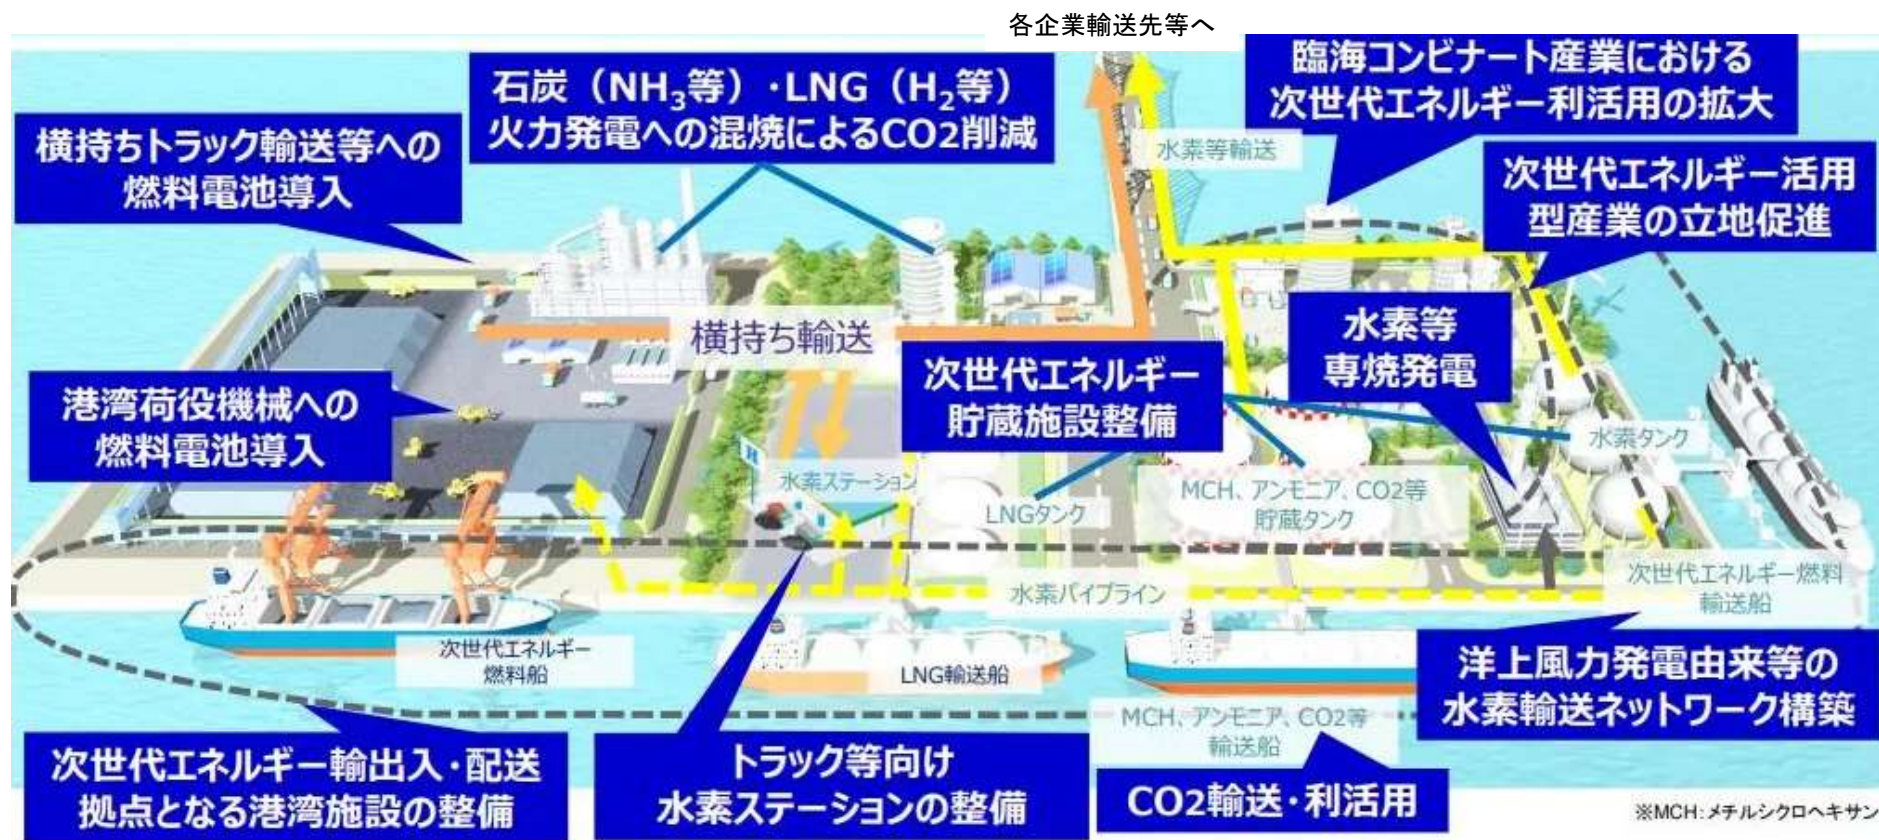 各企業輸送先等へ
石炭（NH₃等）・LNG（H₂等）
火力発電への混焼によるCO2削減
臨海コンビナート産業における
次世代エネルギー利活用の拡大
横持ちトラック輸送等への
燃料電池導入
水素等輸送
次世代エネルギー活用
型産業の立地促進
横持ち輸送
水素等
専焼発電
次世代エネルギー
貯蔵施設整備
港湾荷役機械への
燃料電池導入
水素タンク
H
水素ステーション
LNGタンク
MCH、アンモニア、CO2等
貯蔵タンク
水素パイプライン
次世代エネルギー燃料
輸送船
次世代エネルギー
燃料船
LNG輸送船
洋上風力発電由来等の
水素輸送ネットワーク構築
MCH、アンモニア、CO2等
輸送船
次世代エネルギー輸出入・配送
拠点となる港湾施設の整備
トラック等向け
水素ステーションの整備
CO2輸送・利活用
※MCH：メチルシクロヘキサン